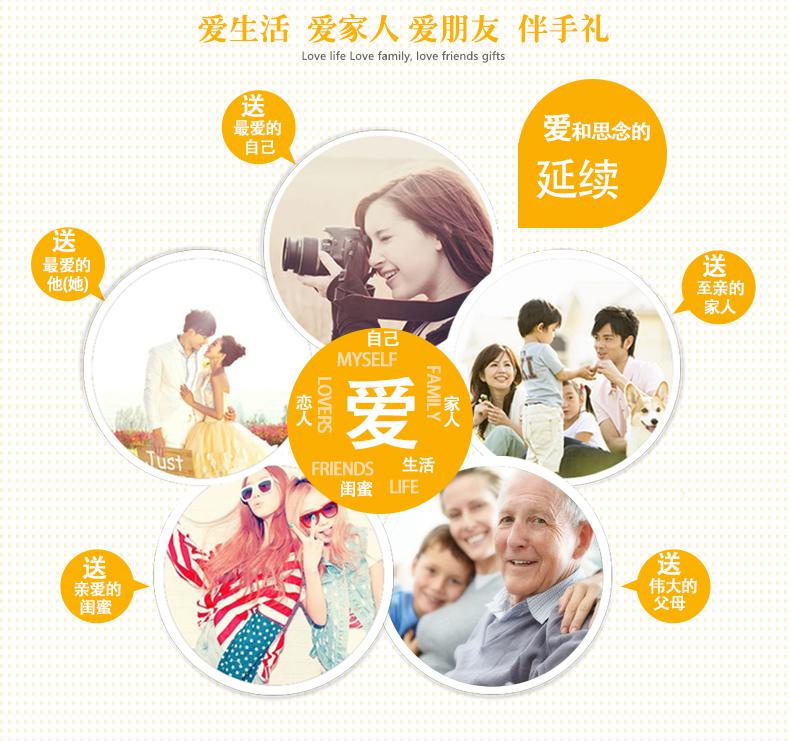 爱生活 爱家人 爱朋友 伴手礼
Love life Love family, love friends gifts
送
最爱的
自己
爱和思念的
延续
送
最爱的
他(她)
送
至亲的
家人
自己
MYSELF
恋人
LOVERS
爱
FAMILY
家人
FRIENDS
闺蜜
生活
LIFE
Just
送
亲爱的
闺蜜
送
伟大的
父母